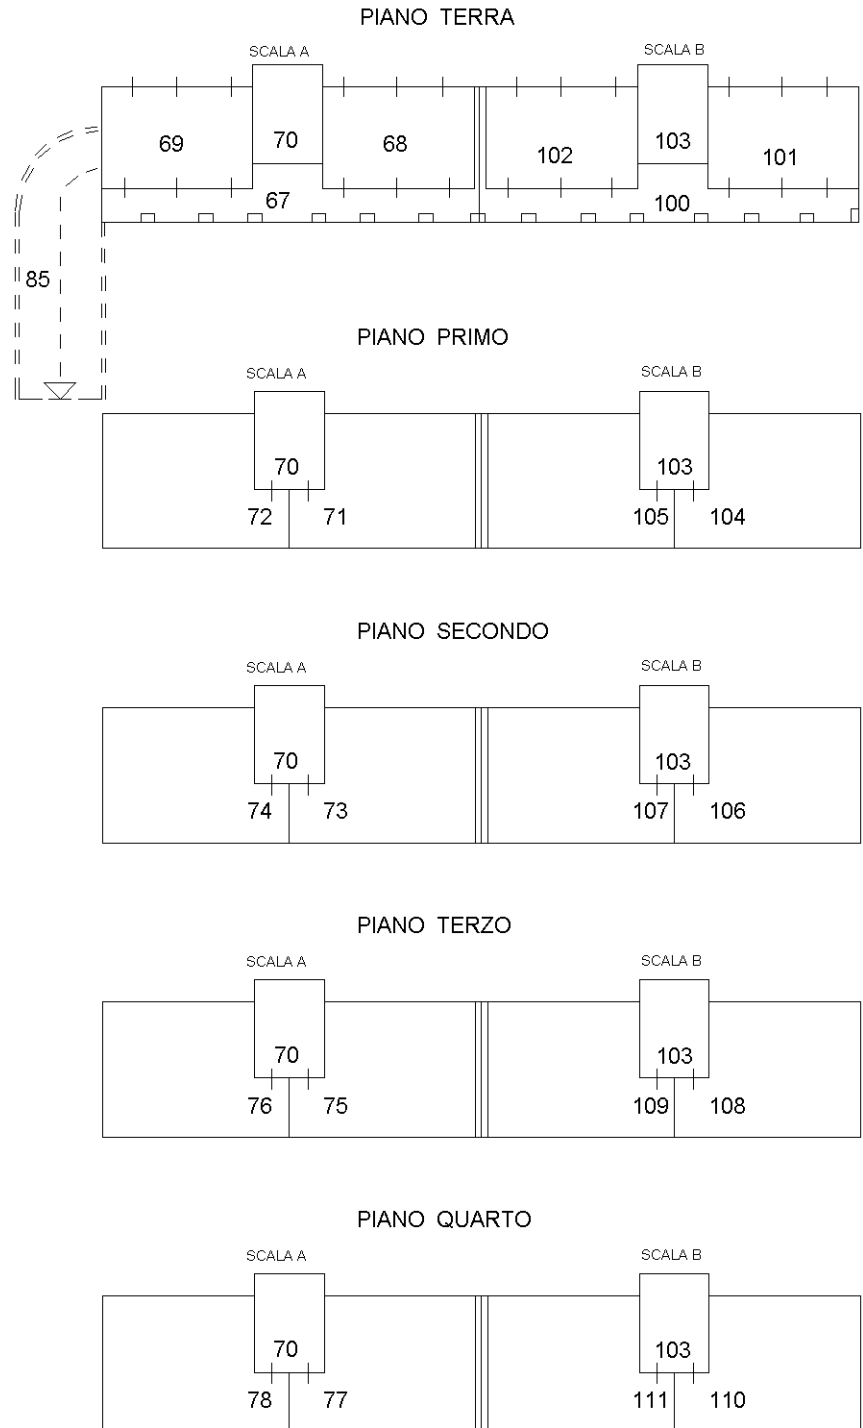 PIANO TERRA
SCALA A SCALA B
69 70 68 102 103 101
67 100
85
PIANO PRIMO
SCALA A SCALA B
70 103
72 71 105 104
PIANO SECONDO
SCALA A SCALA B
70 103
74 73 107 106
PIANO TERZO
SCALA A SCALA B
70 103
76 75 109 108
PIANO QUARTO
SCALA A SCALA B
70 103
78 77 111 110